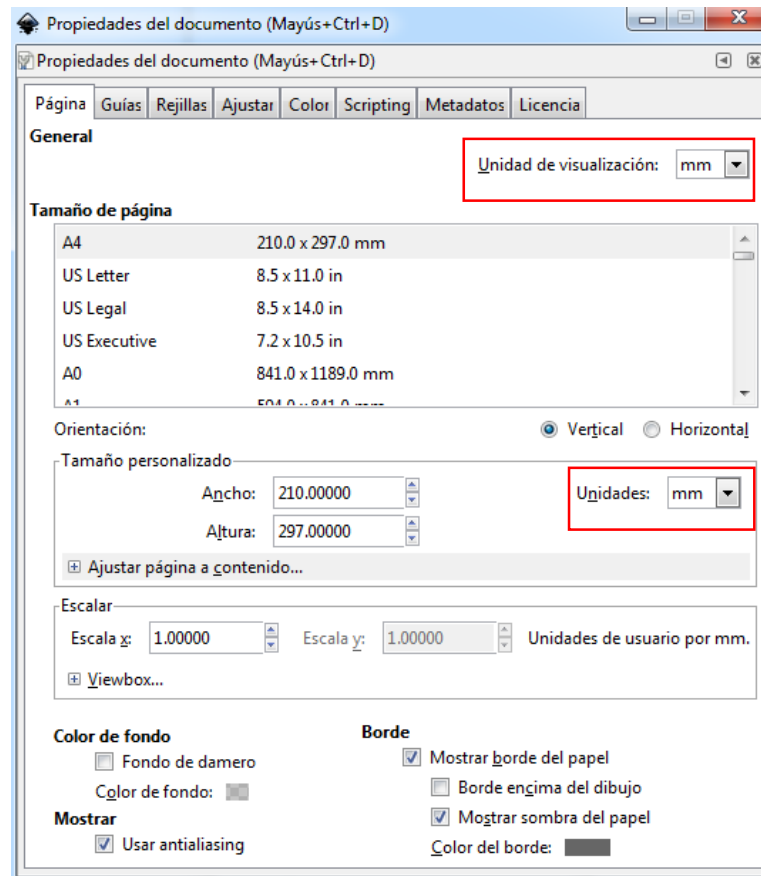 Propiedades del documento (Mayús+Ctrl+D)
Propiedades del documento (Mayús+Ctrl+D)
Página Guías Rejillas Ajustar Color Scripting Metadatos Licencia
General
Unidad de visualización: mm
Tamaño de página
A4 210.0 x 297.0 mm
US Letter 8.5 x 11.0 in
US Legal 8.5 x 14.0 in
US Executive 7.2 x 10.5 in
A0 841.0 x 1189.0 mm
A1 594.0 x 841.0 mm
Orientación: Vertical Horizontal
Tamaño personalizado
Ancho: 210.00000 Unidades: mm
Altura: 297.00000
Ajustar página a contenido...
Escalar
Escala x: 1.00000 Escala y: 1.00000 Unidades de usuario por mm.
Viewbox...
Color de fondo
Fondo de damero
Color de fondo:
Mostrar
Usar antialiasing
Borde
Mostrar borde del papel
Borde encima del dibujo
Mostrar sombra del papel
Color del borde: